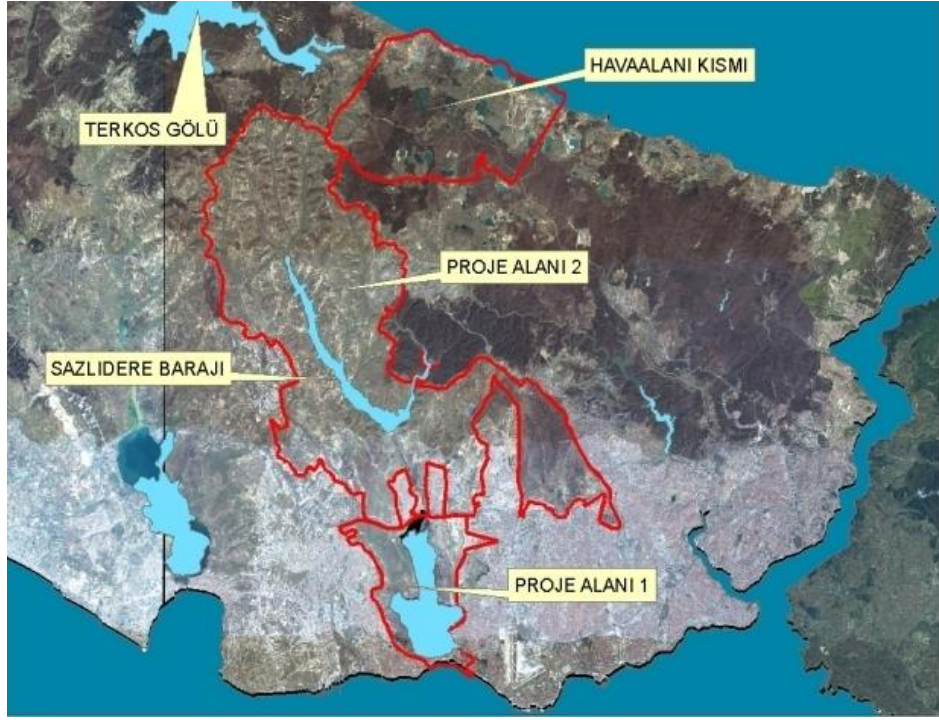 HAVAALANI KISMI
TERKOS GÖLÜ
PROJE ALANI 2
SAZLIDERE BARAJI
PROJE ALANI 1